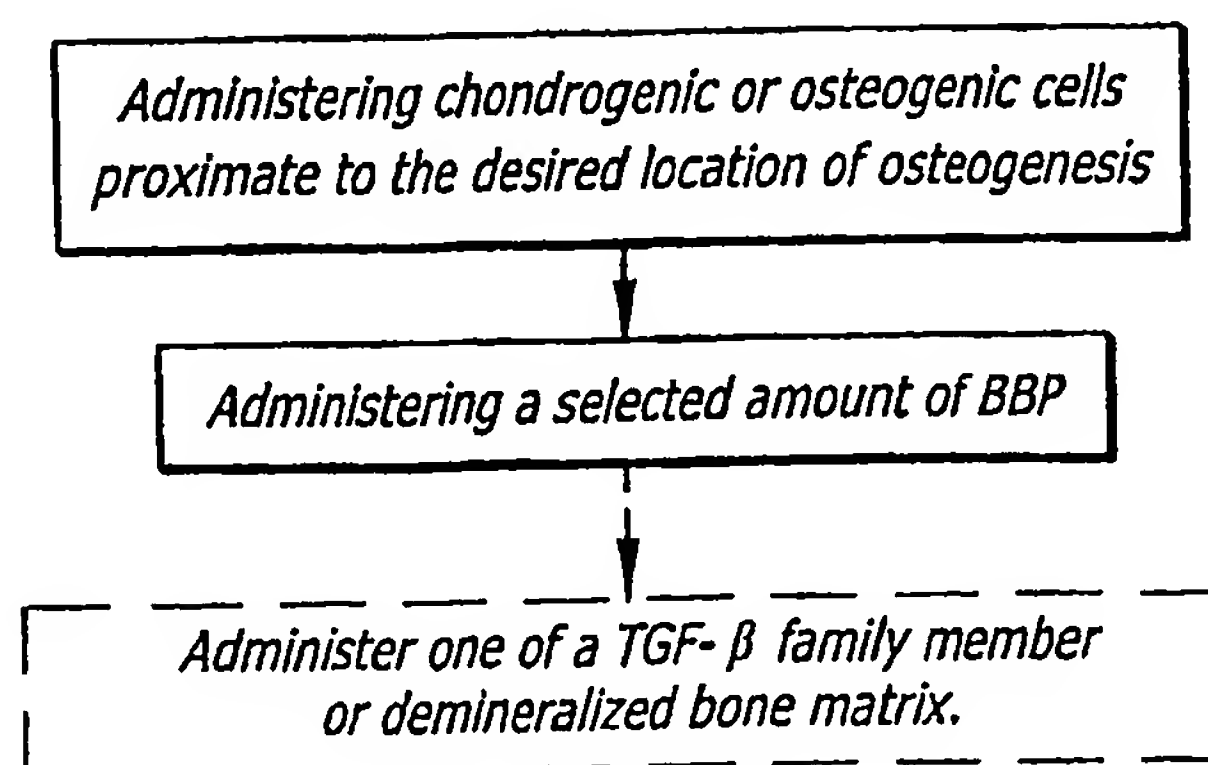 Administering chondrogenic or osteogenic cells
proximate to the desired location of osteogenesis
Administering a selected amount of BBP
Administer one of a TGF- β family member
or demineralized bone matrix.